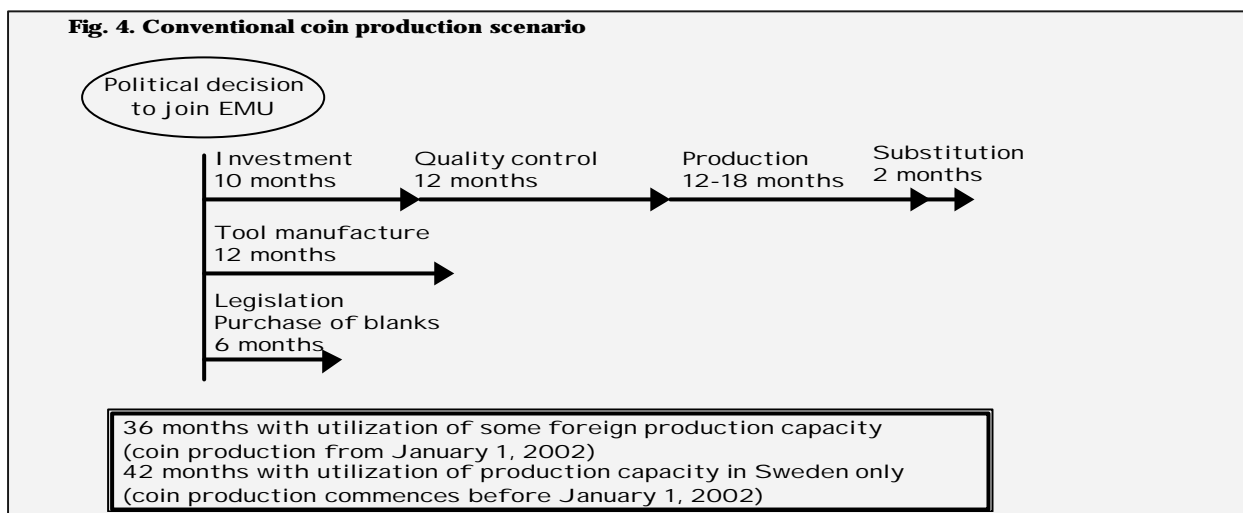 Fig. 4. Conventional coin production scenario
Political decision
to join EMU
Investment
10 months
Quality control
12 months
Production
12-18 months
Substitution
2 months
Tool manufacture
12 months
Legislation
Purchase of blanks
6 months
36 months with utilization of some foreign production capacity
(coin production from January 1, 2002)
42 months with utilization of production capacity in Sweden only
(coin production commences before January 1, 2002)